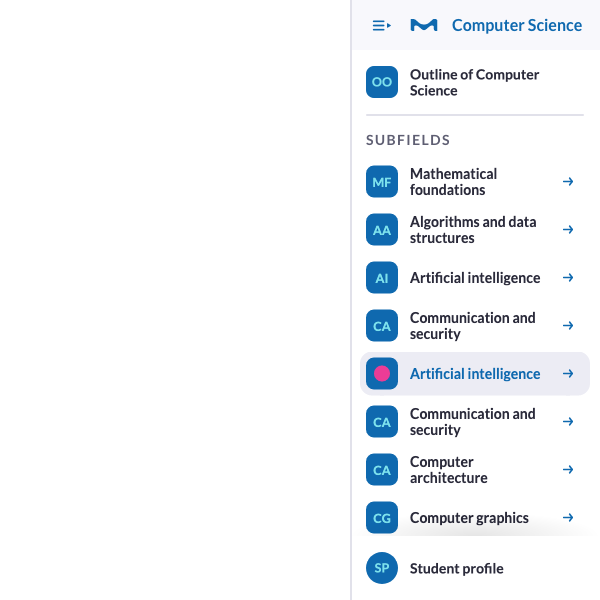 Computer Science
OO
Outline of Computer
Science
SUBFIELDS
MF
Mathematical
foundations
AA
Algorithms and data
structures
AI
Artificial intelligence
CA
Communication and
security
Artificial intelligence
CA
Communication and
security
CA
Computer
architecture
CG
Computer graphics
SP
Student profile